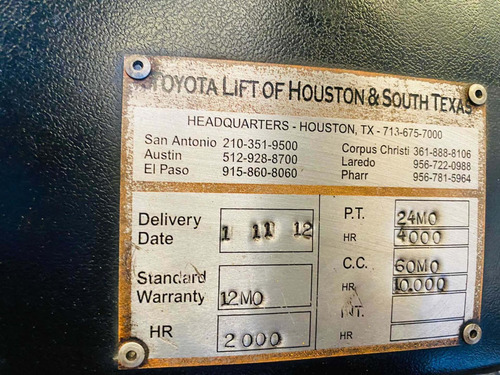 TOYOTA LIFT OF HOUSTON & SOUTH TEXAS
HEADQUARTERS - HOUSTON, TX - 713-675-7000
San Antonio 210-351-9500
Austin 512-928-8700
El Paso 915-860-8060
Corpus Christi 361-888-8106
Laredo 956-722-0988
Pharr 956-781-5964
Delivery
Date 1 11 12
Standard
Warranty 12MO
HR 2000
P.T. 24MO
HR 4000
C.C. 60MO
HR 10,000
INT.